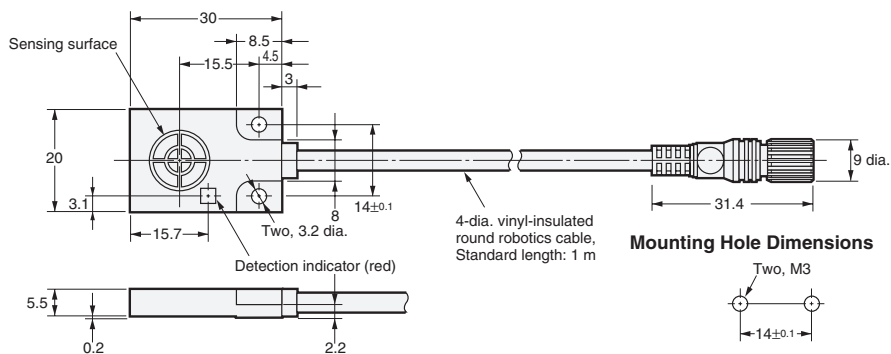 30
8.5
Sensing surface
15.5
4.5
3
20
9 dia.
3.1
14±0.1
8
31.4
15.7
Two, 3.2 dia.
4-dia. vinyl-insulated
round robotics cable,
Standard length: 1 m
Detection indicator (red)
Mounting Hole Dimensions
Two, M3
5.5
14±0.1
0.2
2.2